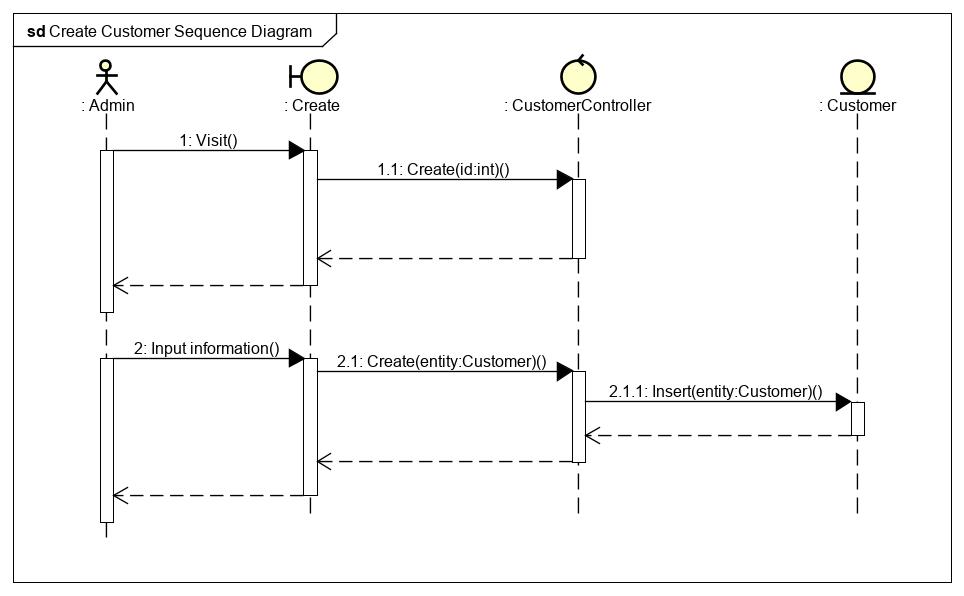 sd Create Customer Sequence Diagram
: Admin
: Create
: CustomerController
: Customer
1: Visit()
1.1: Create(id:int)()
2: Input information()
2.1: Create(entity:Customer)()
2.1.1: Insert(entity:Customer)()